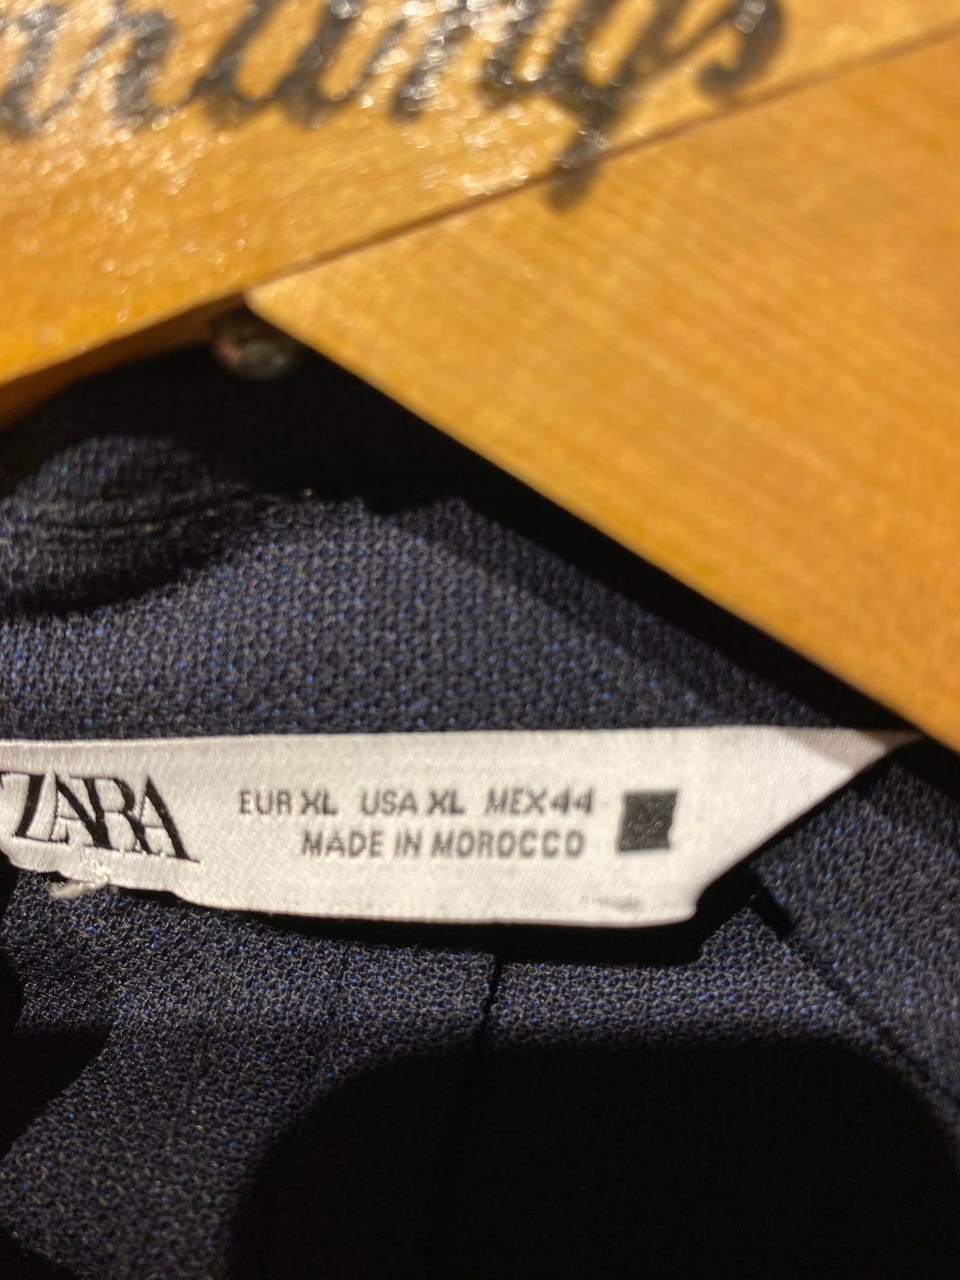 ZARA
EUR XL USA XL MEX 44
MADE IN MOROCCO